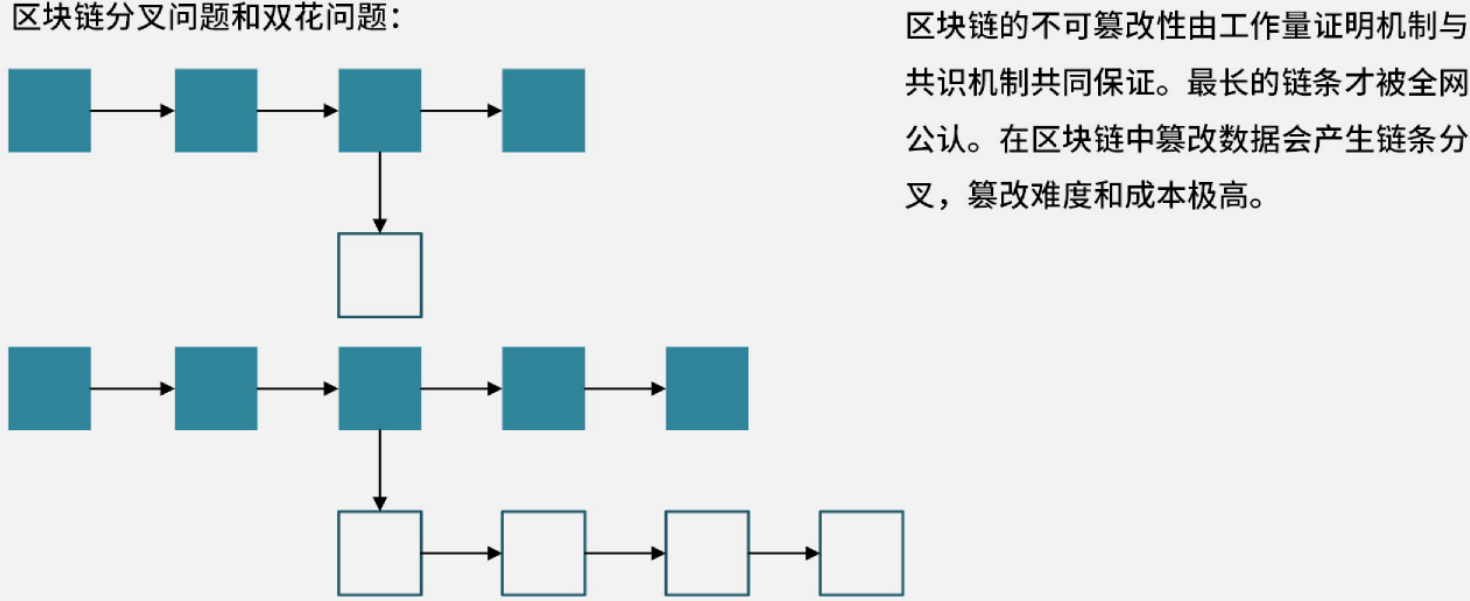 区块链分叉问题和双花问题：
区块链的不可篡改性由工作量证明机制与
共识机制共同保证。最长的链条才被全网
公认。在区块链中篡改数据会产生链条分
叉，篡改难度和成本极高。